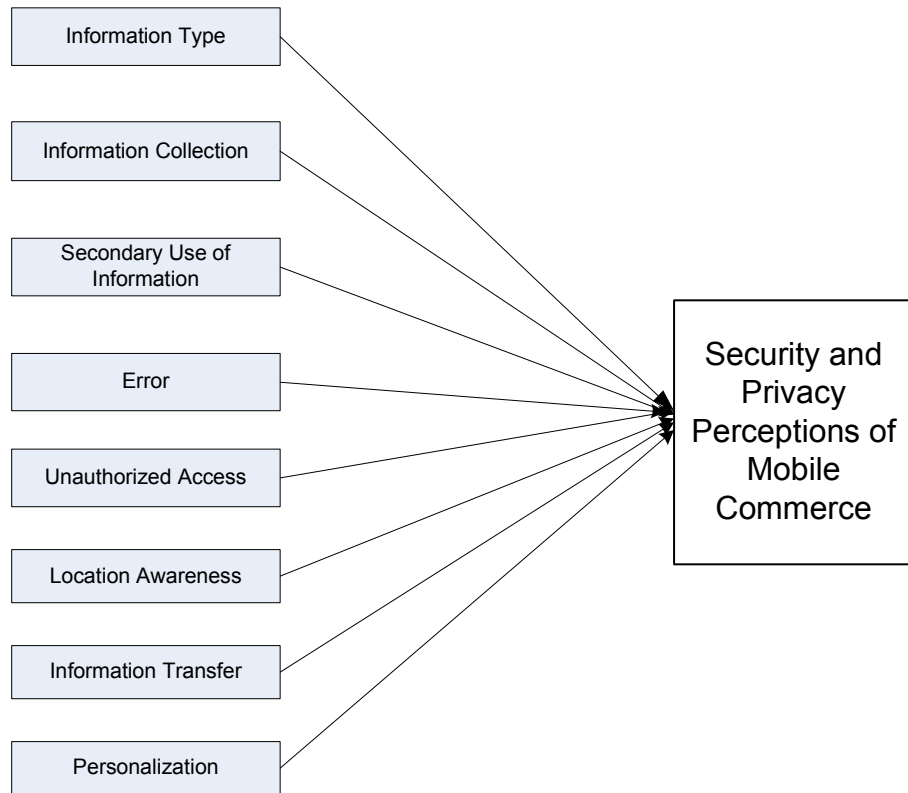 Information Type
Information Collection
Secondary Use of
Information
Error
Unauthorized Access
Location Awareness
Information Transfer
Personalization
Security and
Privacy
Perceptions of
Mobile
Commerce